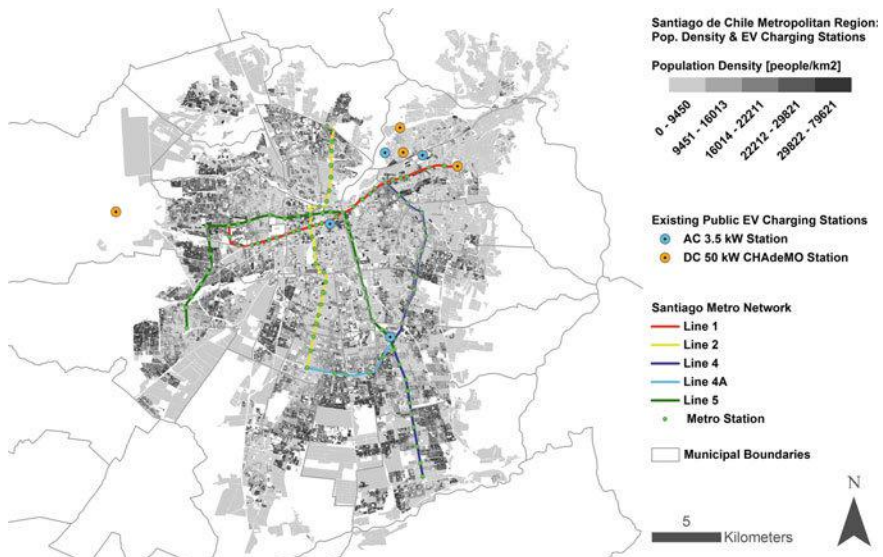 Santiago de Chile Metropolitan Region:
Pop. Density & EV Charging Stations
Population Density [people/km2]
0 - 9450
9451 - 16013
16014 - 22211
22212 - 29821
29822 - 79621
Existing Public EV Charging Stations
AC 3.5 kW Station
DC 50 kW CHAdeMO Station
Santiago Metro Network
Line 1
Line 2
Line 4
Line 4A
Line 5
Metro Station
Municipal Boundaries
N
5
Kilometers